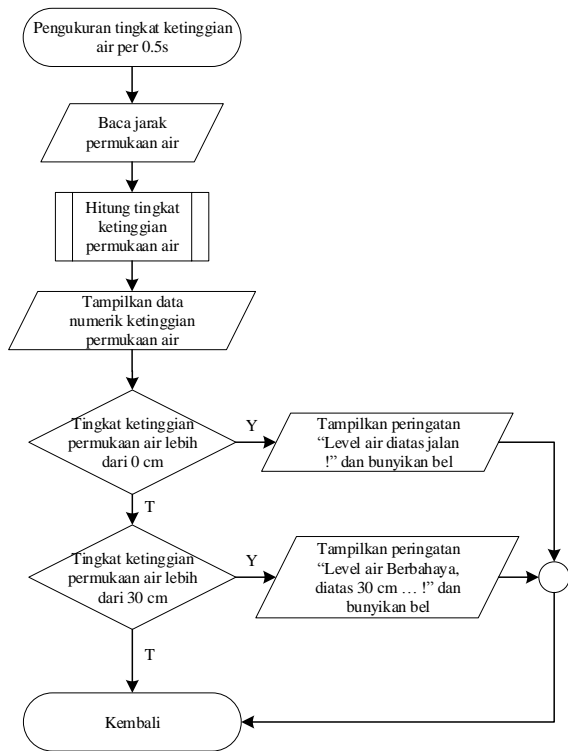 Pengukuran tingkat ketinggian
air per 0.5s
Baca jarak
permukaan air
Hitung tingkat
ketinggian
permukaan air
Tampilkan data
numerik ketinggian
permukaan air
Tingkat ketinggian
permukaan air lebih
dari 0 cm
Y
Tampilkan peringatan
“Level air diatas jalan
!” dan bunyikan bel
T
Tingkat ketinggian
permukaan air lebih
dari 30 cm
Y
Tampilkan peringatan
“Level air Berbahaya,
diatas 30 cm … !” dan
bunyikan bel
T
Kembali